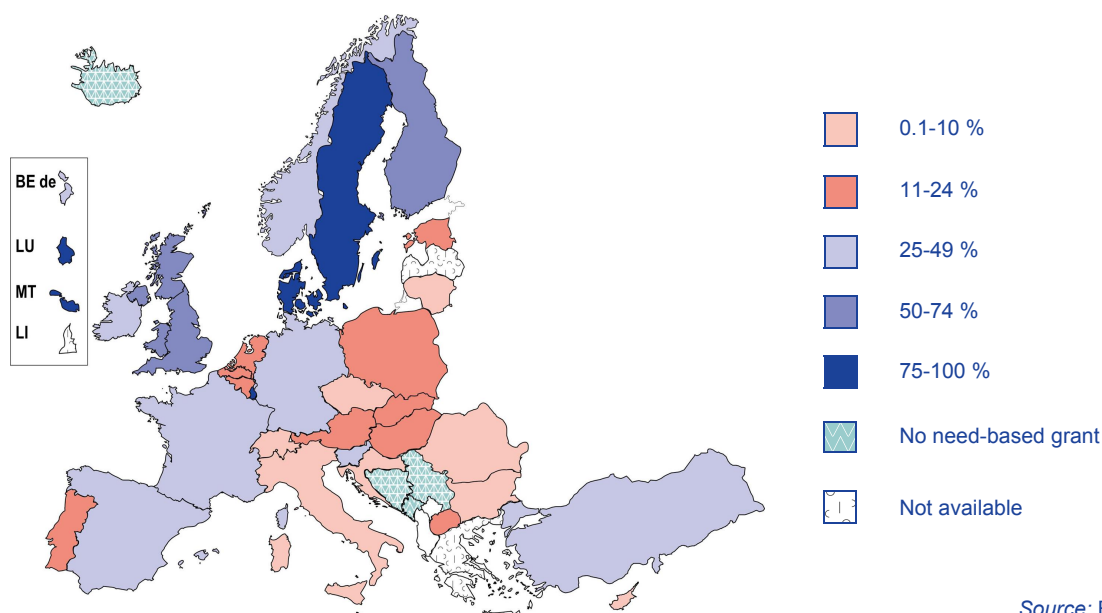 BE de
LU
MT
LI
0.1-10 %
11-24 %
25-49 %
50-74 %
75-100 %
No need-based grant
Not available
Source: